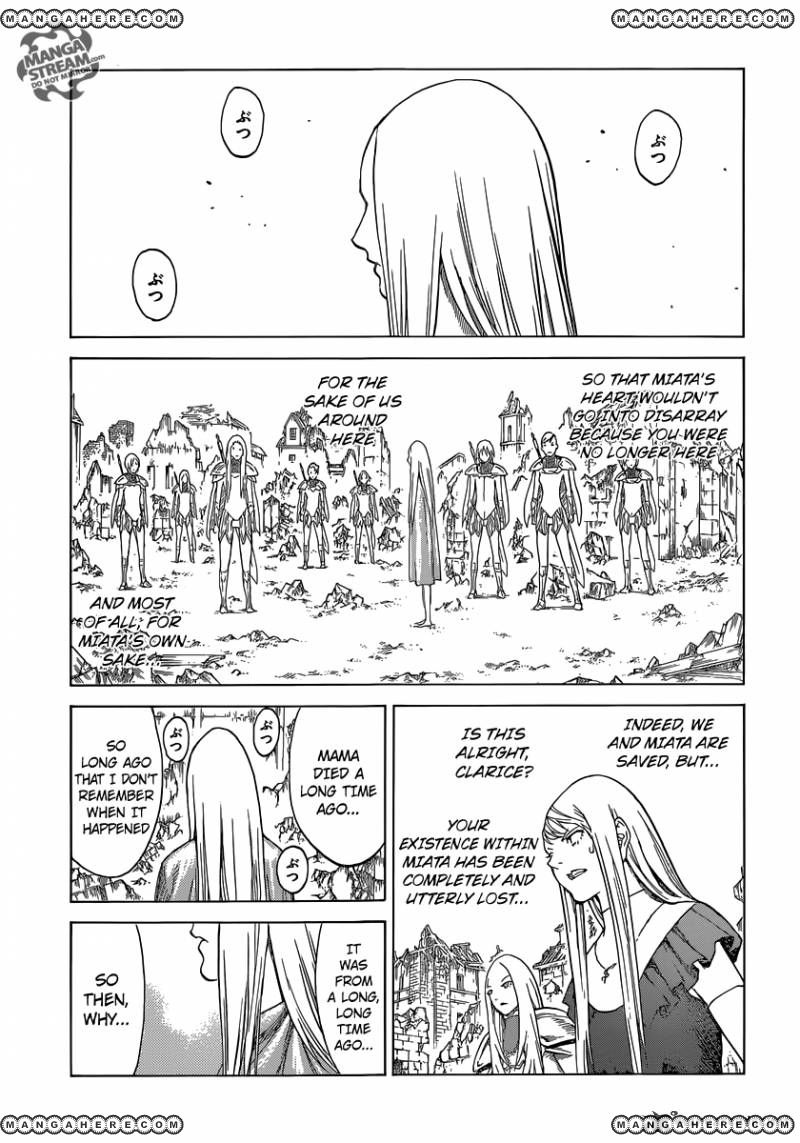 MANGAHERE.COM
MANGAHERE.COM
MANGA
STREAM.com
DO NOT MIRROR
ぶつ
ぶつ
ぶつ
SO THAT MIATA'S
HEART WOULDN'T
GO INTO DISARRAY
BECAUSE YOU WERE
NO LONGER HERE
FOR THE
SAKE OF US
AROUND
HERE
AND MOST
OF ALL, FOR
MIATA'S OWN
SAKE...
INDEED, WE
AND MIATA ARE
SAVED, BUT...
IS THIS
ALRIGHT,
CLARICE?
YOUR
EXISTENCE WITHIN
MIATA HAS BEEN
COMPLETELY AND
UTTERLY LOST...
MAMA
DIED A
LONG TIME
AGO...
ぶつ
ぶつ
ぶつ
SO
LONG AGO
THAT I DON'T
REMEMBER
WHEN IT
HAPPENED
IT
WAS FROM
A LONG,
LONG
TIME
AGO...
SO
THEN,
WHY...
MANGAHERE.COM
MANGAHERE.COM